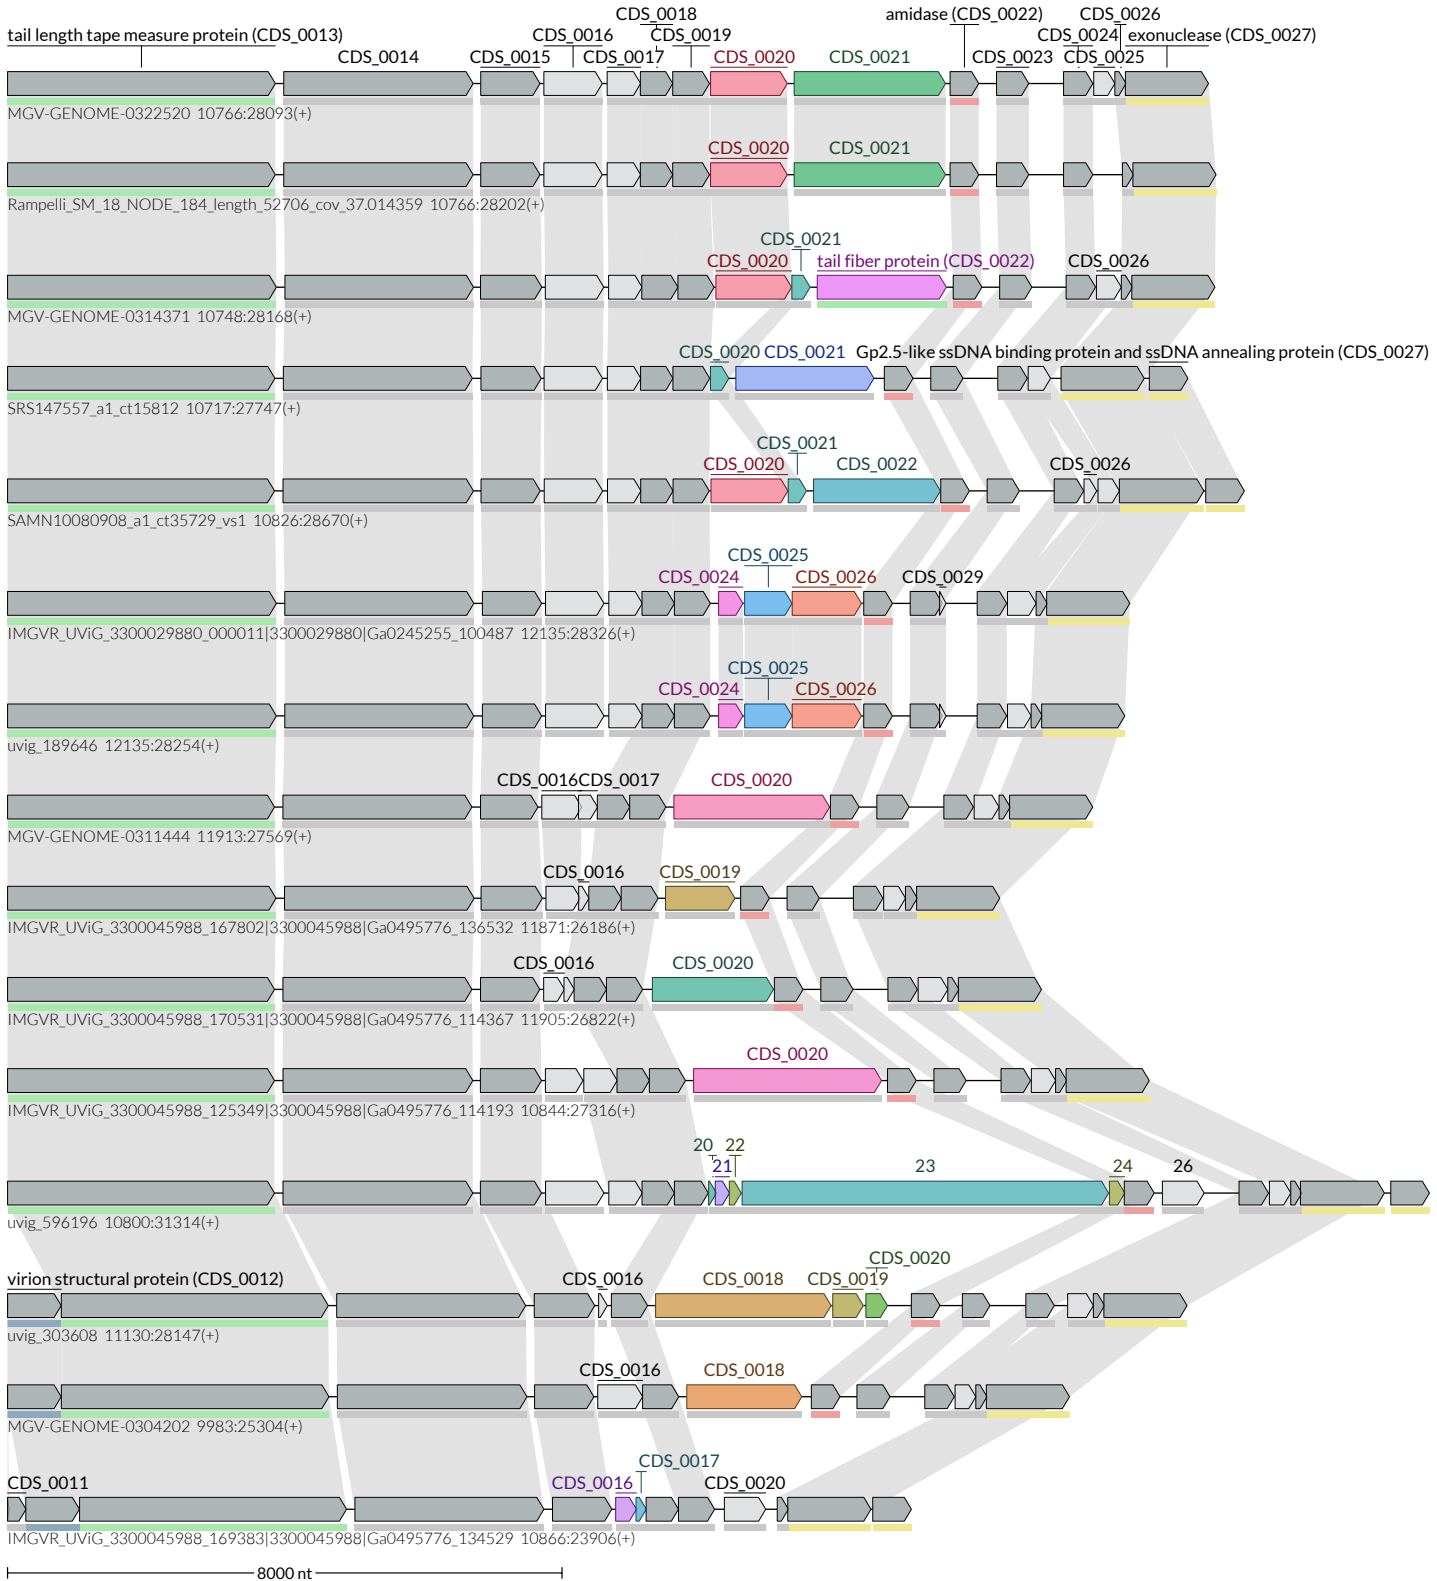 CDS_0018 amidase (CDS_0022) CDS_0026
tail length tape measure protein (CDS_0013) CDS_0016 CDS_0019 CDS_0024 exonuclease (CDS_0027)
CDS_0014 CDS_0015 CDS_0017 CDS_0020 CDS_0021 CDS_0023 CDS_0025
MGV-GENOME-0322520 10766:28093(+)
CDS_0020 CDS_0021
Rampelli_SM_18_NODE_184_length_52706_cov_37.014359 10766:28202(+)
CDS_0021
CDS_0020 tail fiber protein (CDS_0022) CDS_0026
MGV-GENOME-0314371 10748:28168(+)
CDS_0020 CDS_0021 Gp2.5-like ssDNA binding protein and ssDNA annealing protein (CDS_0027)
SRS147557_a1_ct15812 10717:27747(+)
CDS_0021
CDS_0020 CDS_0022 CDS_0026
SAMN10080908_a1_ct35729_vs1 10826:28670(+)
CDS_0025
CDS_0024 CDS_0026 CDS_0029
IMGVR_UViG_3300029880_000011|3300029880|Ga0245255_100487 12135:28326(+)
CDS_0025
CDS_0024 CDS_0026
uvig_189646 12135:28254(+)
CDS_0016 CDS_0017 CDS_0020
MGV-GENOME-0311444 11913:27569(+)
CDS_0016 CDS_0019
IMGVR_UViG_3300045988_167802|3300045988|Ga0495776_136532 11871:26186(+)
CDS_0016 CDS_0020
IMGVR_UViG_3300045988_170531|3300045988|Ga0495776_114367 11905:26822(+)
CDS_0020
IMGVR_UViG_3300045988_125349|3300045988|Ga0495776_114193 10844:27316(+)
20 22
21 23 24 26
uvig_596196 10800:31314(+)
CDS_0020
virion structural protein (CDS_0012) CDS_0016 CDS_0018 CDS_0019
uvig_303608 11130:28147(+)
CDS_0016 CDS_0018
MGV-GENOME-0304202 9983:25304(+)
CDS_0017
CDS_0011 CDS_0016 CDS_0020
IMGVR_UViG_3300045988_169383|3300045988|Ga0495776_134529 10866:23906(+)
8000 nt